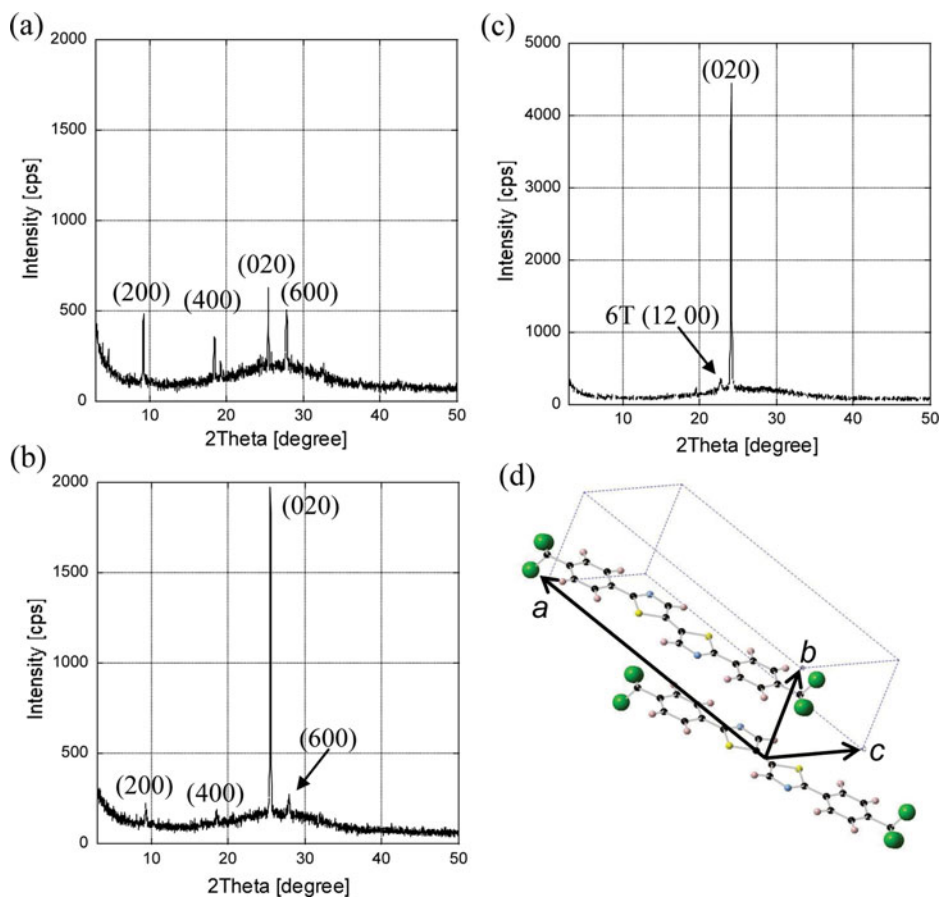 (a)
2000
1500
1000
500
0
Intensity [cps]
(200)
(400)
(020)
(600)
10 20 30 40 50
2Theta [degree]
(b)
2000
1500
1000
500
0
Intensity [cps]
(020)
(600)
(200)
(400)
10 20 30 40 50
2Theta [degree]
(c)
5000
4000
3000
2000
1000
0
Intensity [cps]
(020)
6T (12 00)
10 20 30 40 50
2Theta [degree]
(d)
a
b
c